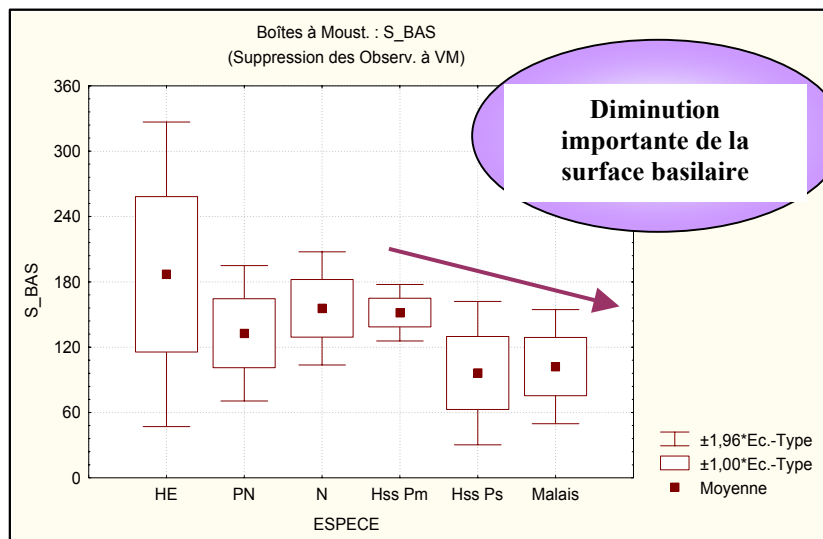 Boîtes à Moust. : S_BAS
(Suppression des Observ. à VM)
Diminution
importante de la
surface basilaire
S_BAS
360
300
240
180
120
60
0
HE PN N Hss Pm Hss Ps Malais
ESPECE
±1,96*Ec.-Type
±1,00*Ec.-Type
Moyenne